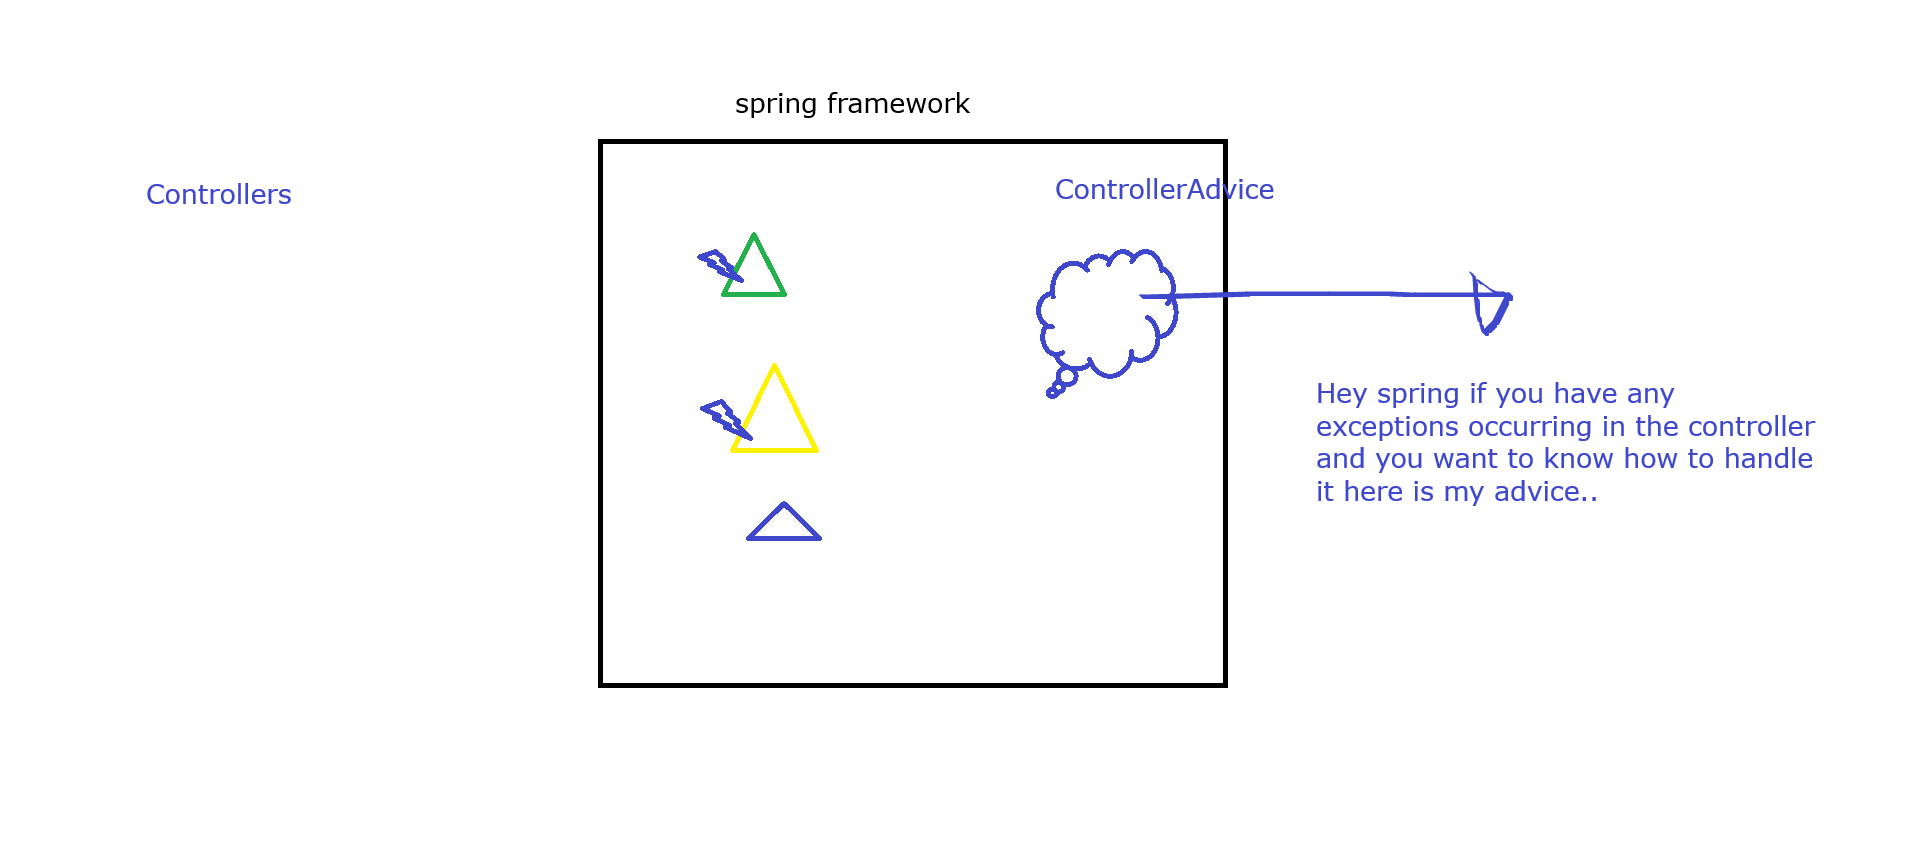 spring framework
Controllers
ControllerAdvice
Hey spring if you have any
exceptions occurring in the controller
and you want to know how to handle
it here is my advice..